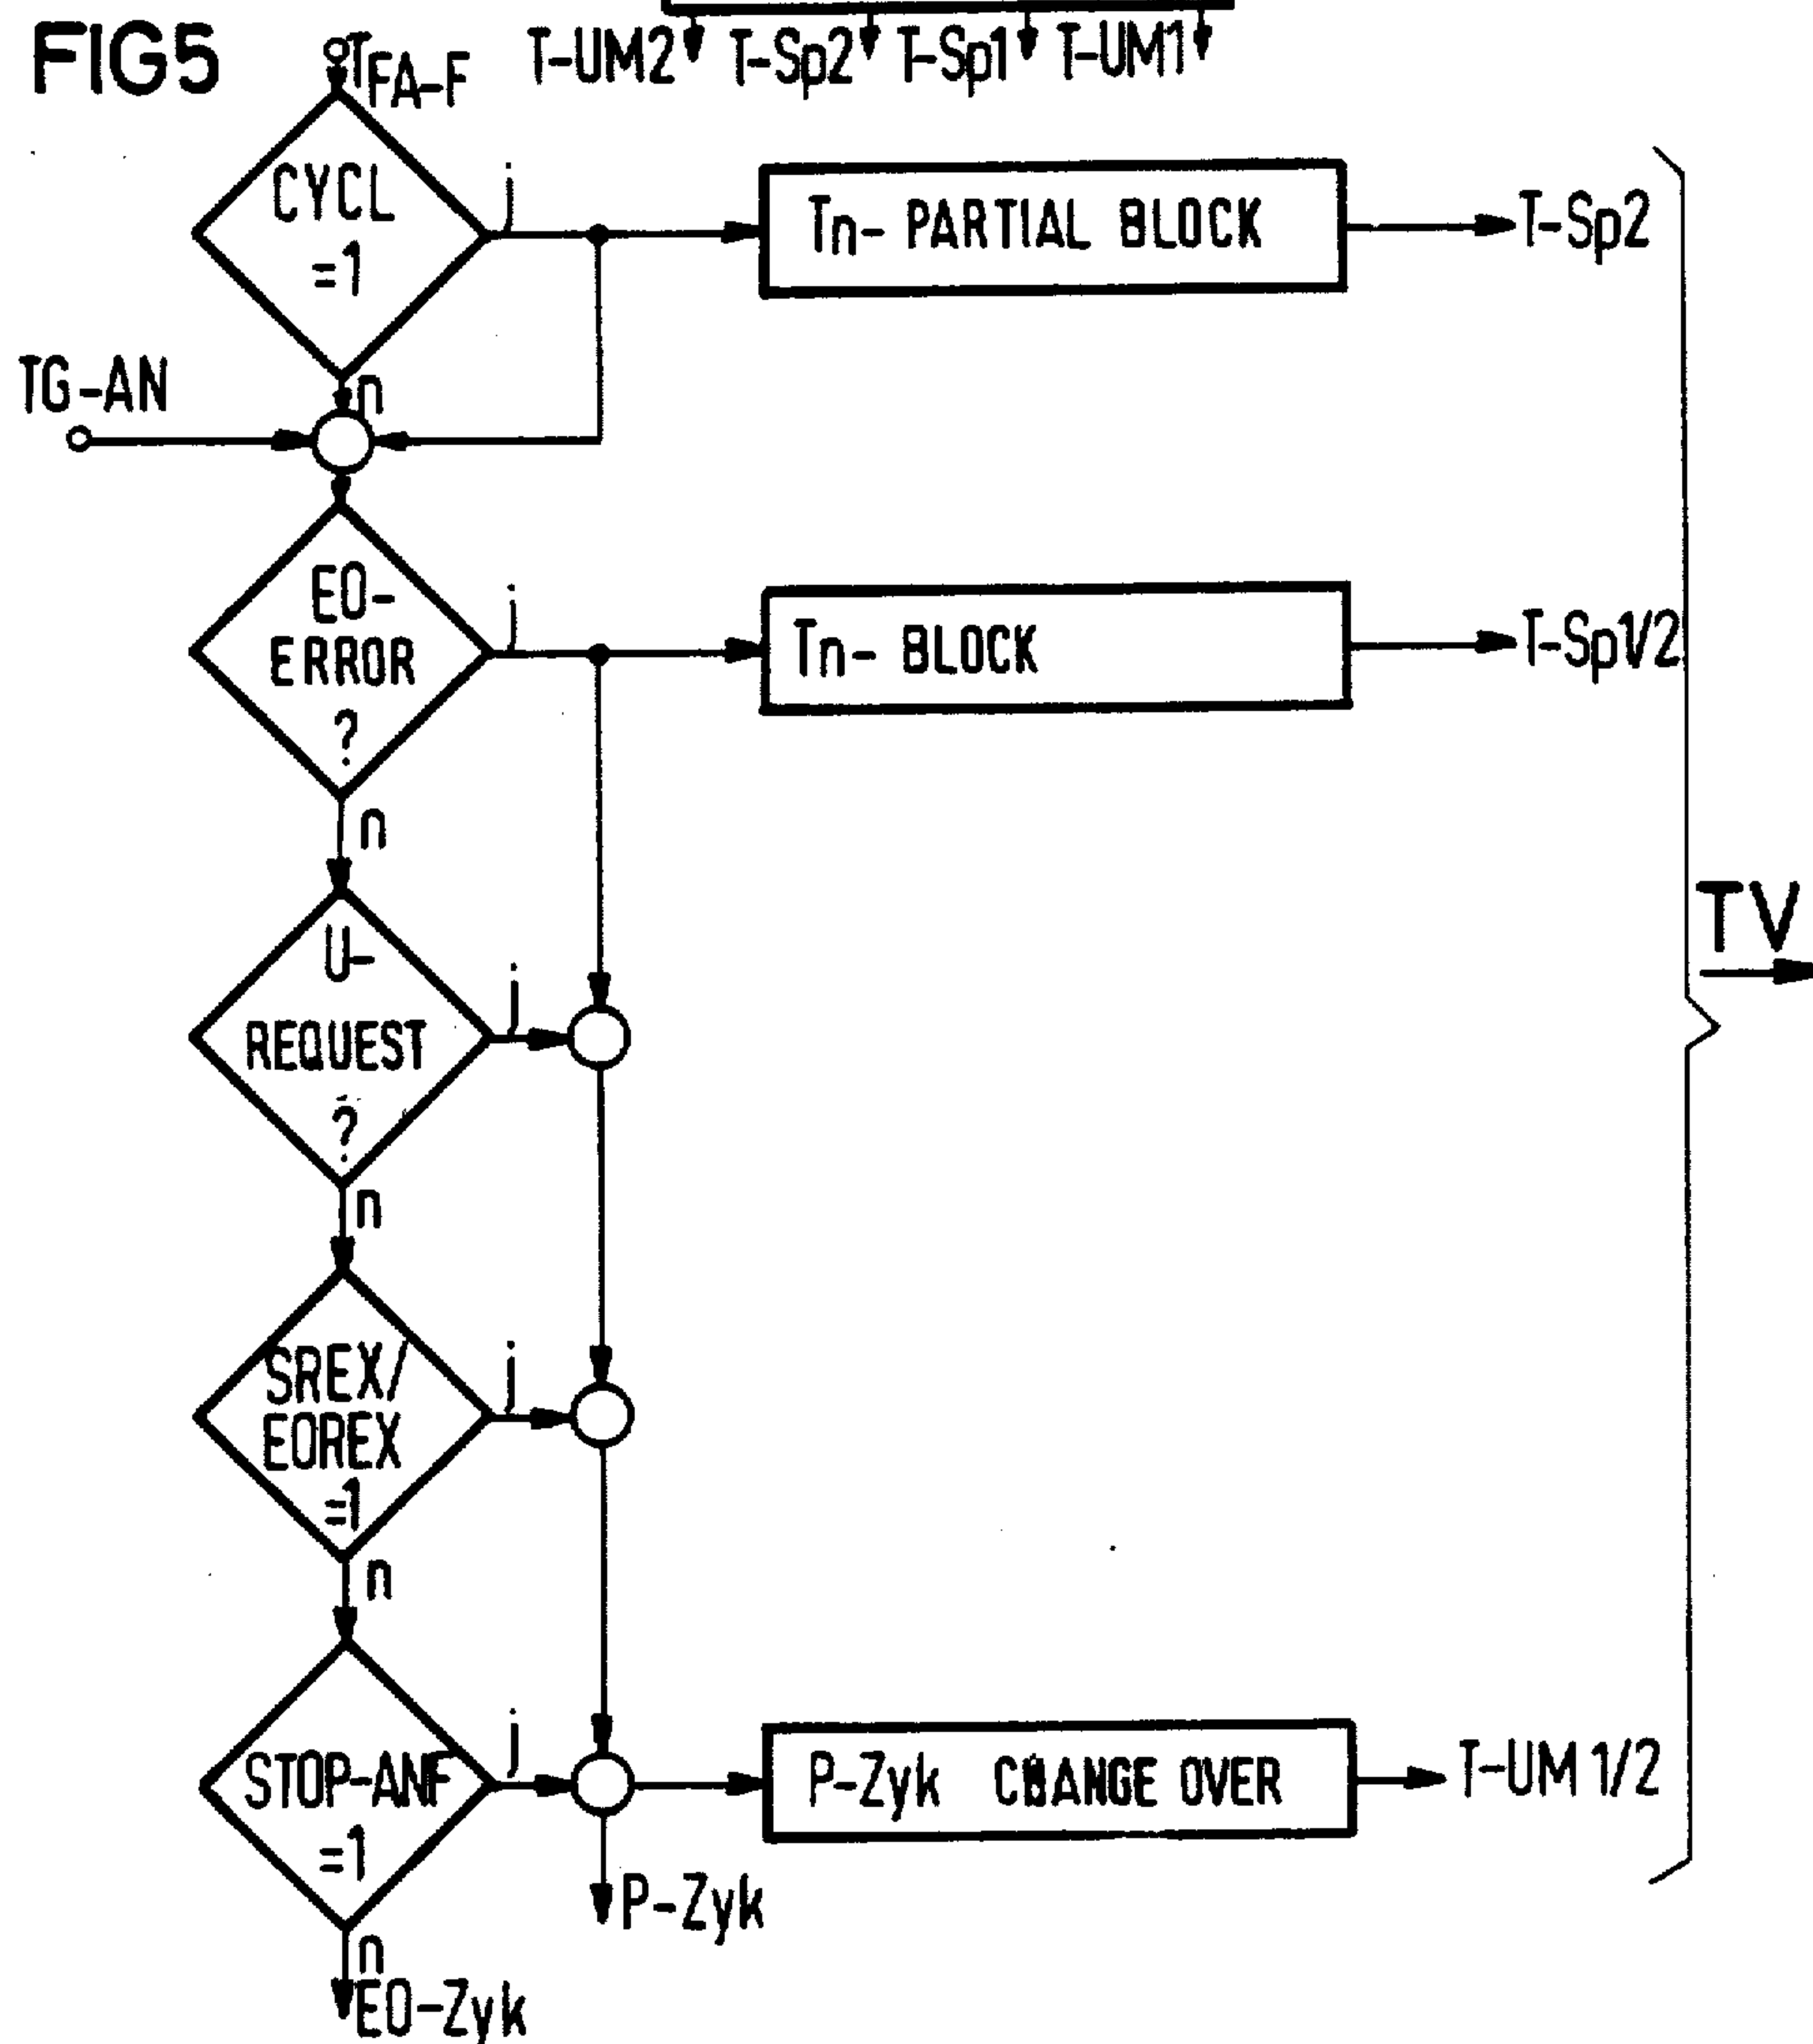 FIG5
T-UM2 T-Sp2 T-Sp1 T-UM1
TFA-F
CYCL
=1
j
Tn- PARTIAL BLOCK
T-Sp2
n
TG-AN
EO-
ERROR
?
j
Tn- BLOCK
T-Sp1/2
n
TV
U-
REQUEST
?
j
n
SREX/
EOREX
=1
j
n
STOP-ANF
=1
j
P-Zyk CHANGE OVER
T-UM 1/2
P-Zyk
n
EO-Zyk